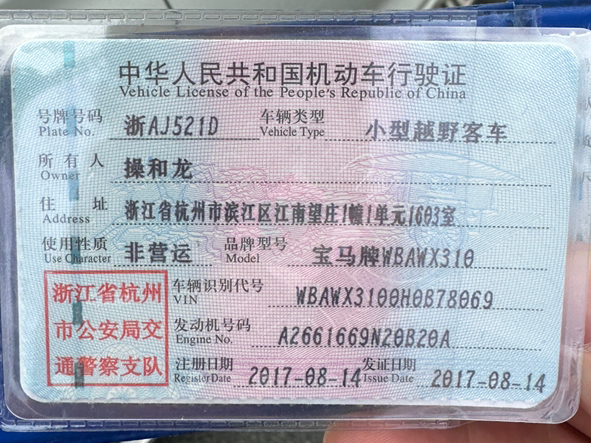 中华人民共和国机动车行驶证
Vehicle License of the People's Republic of China
号牌号码 浙AJ521D 车辆类型 小型越野客车
Plate No. Vehicle Type
所有人 操和龙
Owner
住址 浙江省杭州市滨江区江南望庄1幢1单元1603室
Address
使用性质 非营运 品牌型号 宝马牌WBAWX310
Use Character Model
浙江省杭州
市公安局交
通警察支队
车辆识别代号 WBAWX3100H0B78069
VIN
发动机号码 A2661669N20B20A
Engine No.
注册日期 2017-08-14 发证日期 2017-08-14
Register Date Issue Date